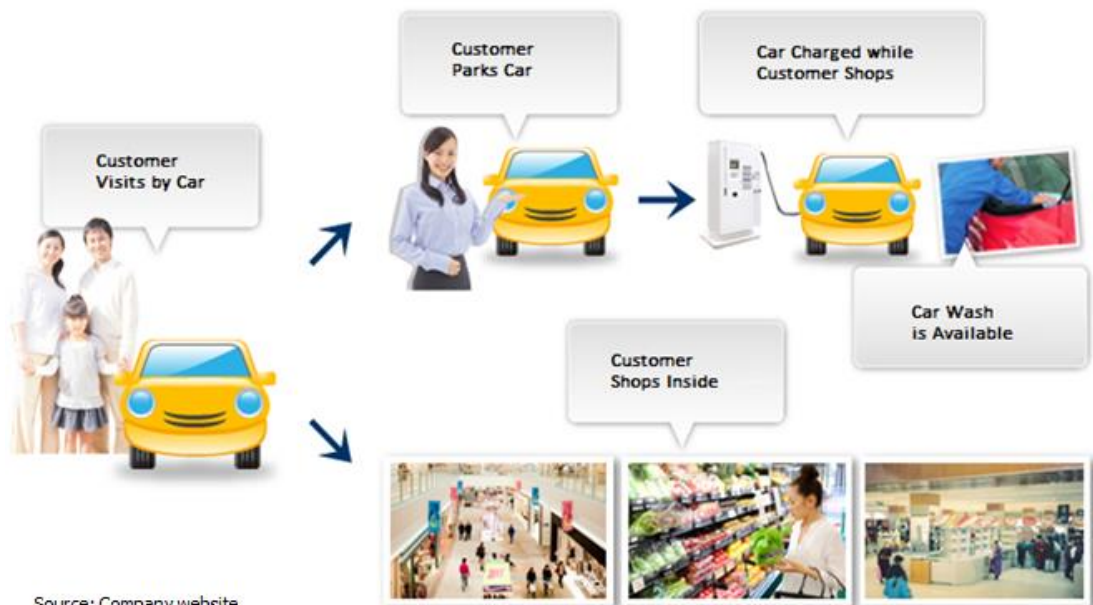 Customer
Visits by Car
Customer
Parks Car
Car Charged while
Customer Shops
Car Wash
is Available
Customer
Shops Inside
Source: Company website